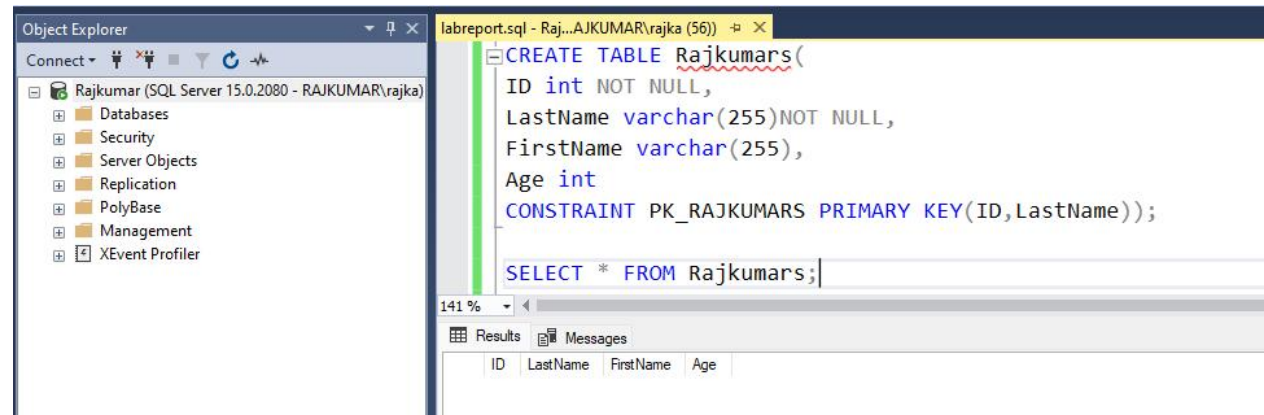 Object Explorer
Connect
Rajkumar (SQL Server 15.0.2080 - RAJKUMAR\rajka)
Databases
Security
Server Objects
Replication
PolyBase
Management
XEvent Profiler
labreport.sql - Raj...AJKUMAR\rajka (56))
CREATE TABLE Rajkumars(
ID int NOT NULL,
LastName varchar(255)NOT NULL,
FirstName varchar(255),
Age int
CONSTRAINT PK_RAJKUMARS PRIMARY KEY(ID,LastName));
SELECT * FROM Rajkumars;
141 %
Results Messages
ID LastName FirstName Age